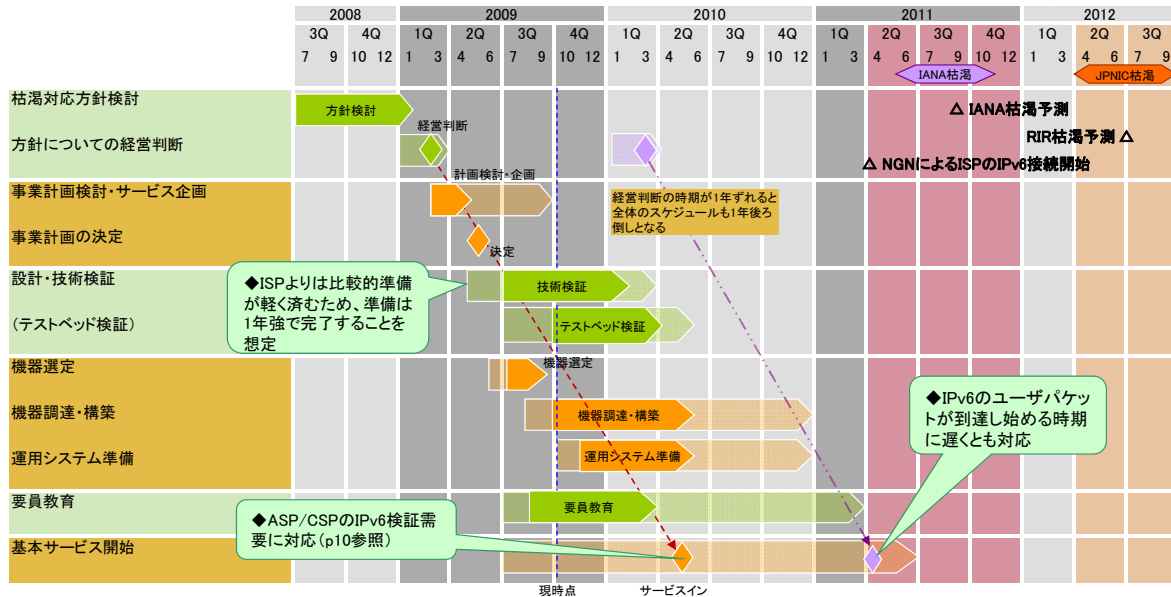 2008 2009 2010 2011 2012
3Q 4Q 1Q 2Q 3Q 4Q 1Q 2Q 3Q 4Q 1Q 2Q 3Q 4Q 1Q 2Q 3Q
7 9 10 12 1 3 4 6 7 9 10 12 1 3 4 6 7 9 10 12 1 3 4 6 7 9 10 12 1 3 4 6 7 9
IANA枯渇 JPNIC枯渇
枯渇対応方針検討
方針検討
△ IANA枯渇予測
経営判断
RIR枯渇予測 △
方針についての経営判断
△ NGNによるISPのIPv6接続開始
計画検討・企画
事業計画検討・サービス企画
経営判断の時期が1年ずれると
全体のスケジュールも1年後ろ
倒しとなる
事業計画の決定
決定
設計・技術検証
◆ISPよりは比較的準備
が軽く済むため、準備は
1年強で完了することを
想定
技術検証
(テストベッド検証)
テストベッド検証
機器選定
機器選定
機器調達・構築
機器調達・構築
◆IPv6のユーザパケッ
トが到達し始める時期
に遅くとも対応
運用システム準備
運用システム準備
要員教育
要員教育
◆ASP/CSPのIPv6検証需
要に対応(p10参照)
基本サービス開始
現時点 サービスイン